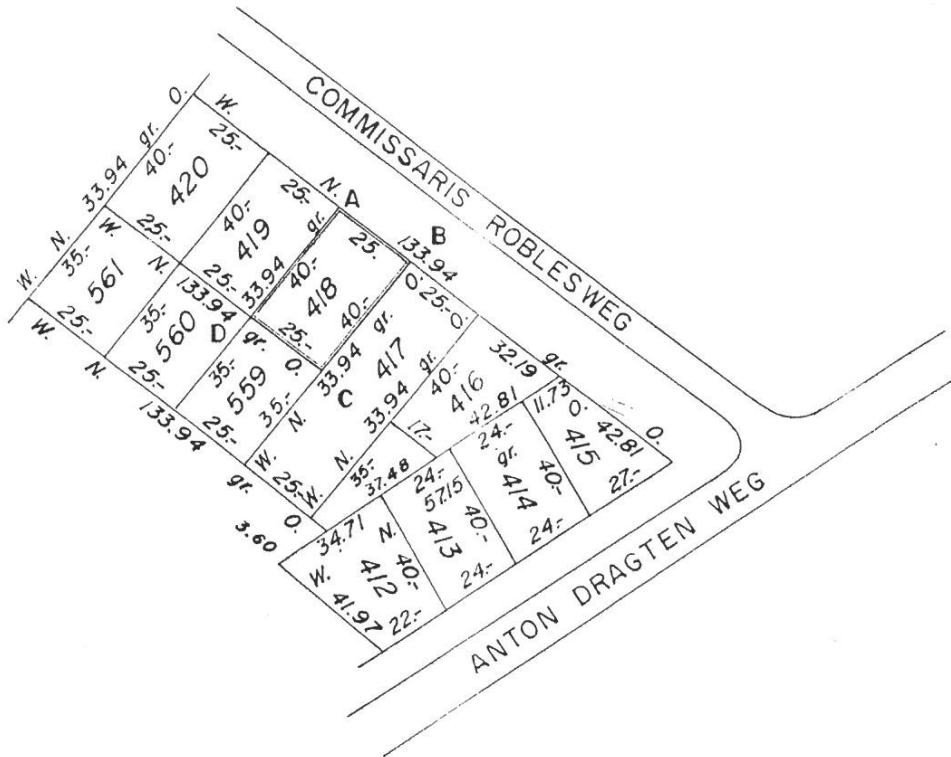 COMMISSARIS ROBLESWEG
33.94 gr. O.
W.
25.-
40.-
420
25.-
N.
A
25.-
40.-
419
25.-
33.94 gr.
25.
B
133.94
40.-
418
40.-
25.-
W. N.
35.-
W.
561
25.-
N.
133.94 gr. O.
D
35.-
560
25.-
35.-
559
35.-
25.-
W.
N.
133.94 gr. O.
O.
25.-
O.
417
N. 33.94 gr.
C
25.-
W.
N. 33.94 gr.
32.19
gr.
O.
40.-
416
42.81
17.-
35.-
37.48
11.73
O.
42.81
415
27.-
24.-
gr.
40.-
414
24.-
24.-
57.15
40.-
413
24.-
3.60
34.71
N.
W.
40.-
412
41.97
22.-
ANTON DRAGTEN WEG